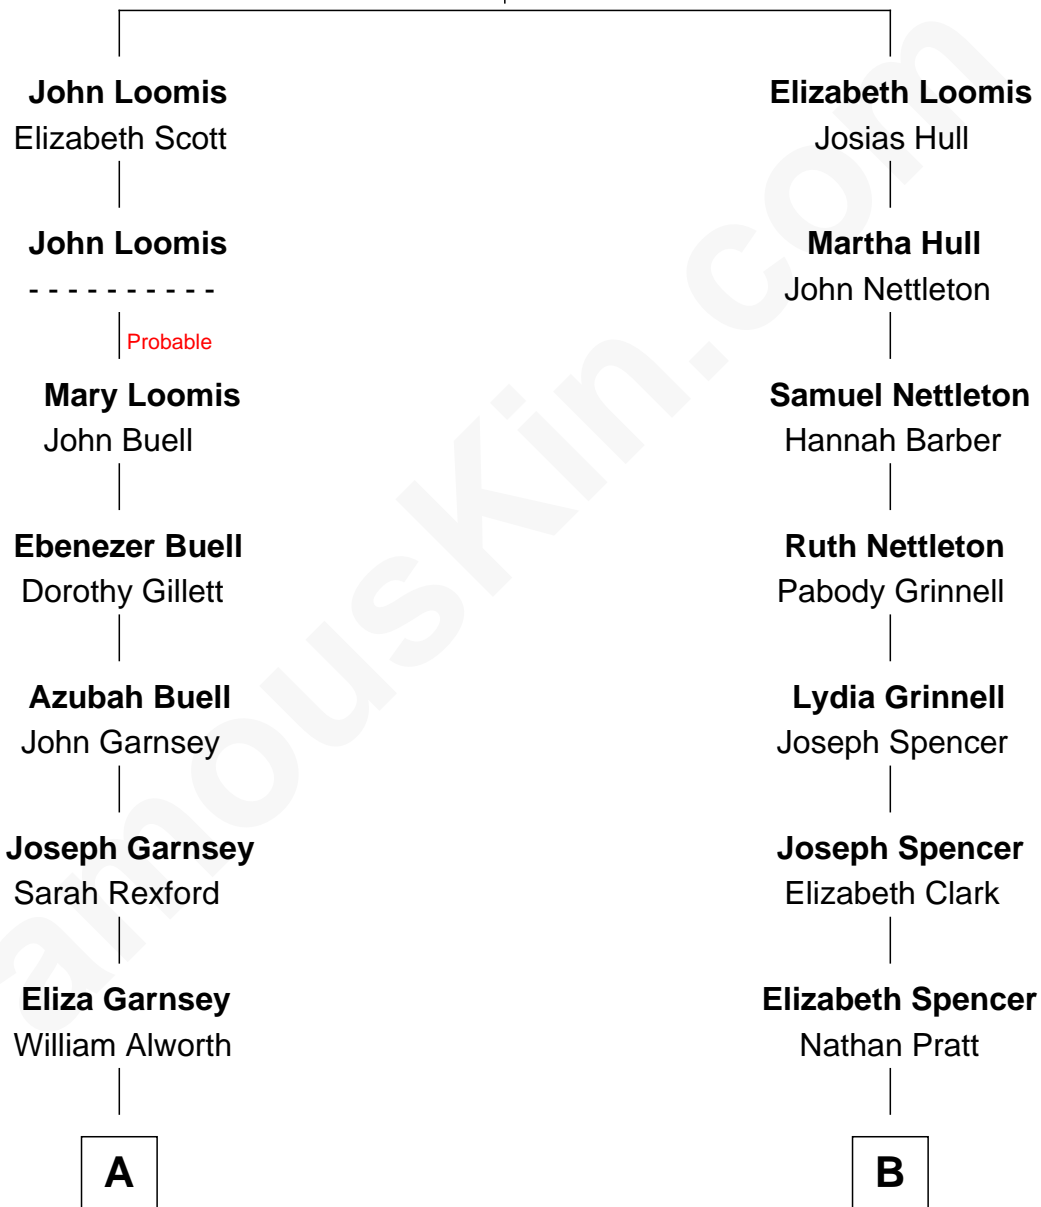 John Loomis
Elizabeth Scott
John Loomis
- - - - - - - - - -
Probable
Mary Loomis
John Buell
Ebenezer Buell
Dorothy Gillett
Azubah Buell
John Garnsey
Joseph Garnsey
Sarah Rexford
Eliza Garnsey
William Alworth
A
Elizabeth Loomis
Josias Hull
Martha Hull
John Nettleton
Samuel Nettleton
Hannah Barber
Ruth Nettleton
Pabody Grinnell
Lydia Grinnell
Joseph Spencer
Joseph Spencer
Elizabeth Clark
Elizabeth Spencer
Nathan Pratt
B
amouskin.com